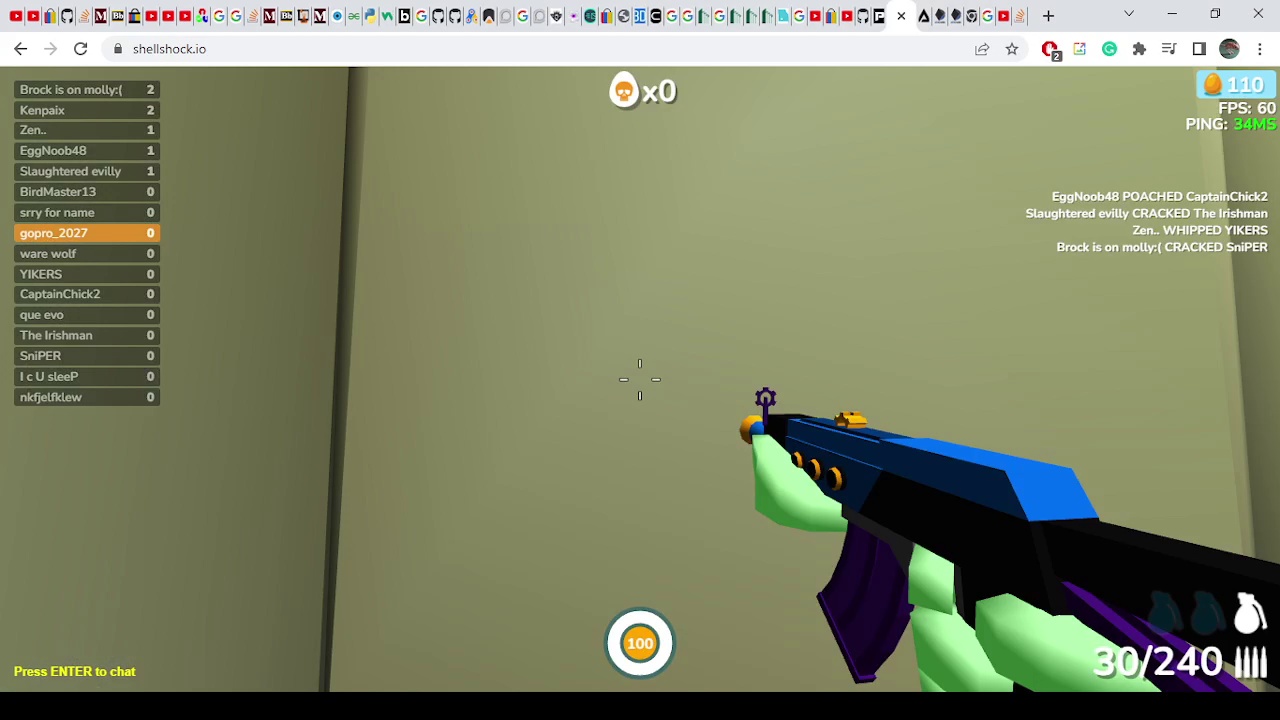 shellshock.io
2
Brock is on molly:( 2
Kenpaix 2
Zen.. 1
EggNoob48 1
Slaughtered evilly 1
BirdMaster13 0
srry for name 0
gopro_2027 0
ware wolf 0
YIKERS 0
CaptainChick2 0
que evo 0
The Irishman 0
SniPER 0
I c U sleeP 0
nkfjelfklew 0
x0
110
FPS: 60
PING: 34MS
EggNoob48 POACHED CaptainChick2
Slaughtered evilly CRACKED The Irishman
Zen.. WHIPPED YIKERS
Brock is on molly:( CRACKED SniPER
100
30/240
Press ENTER to chat